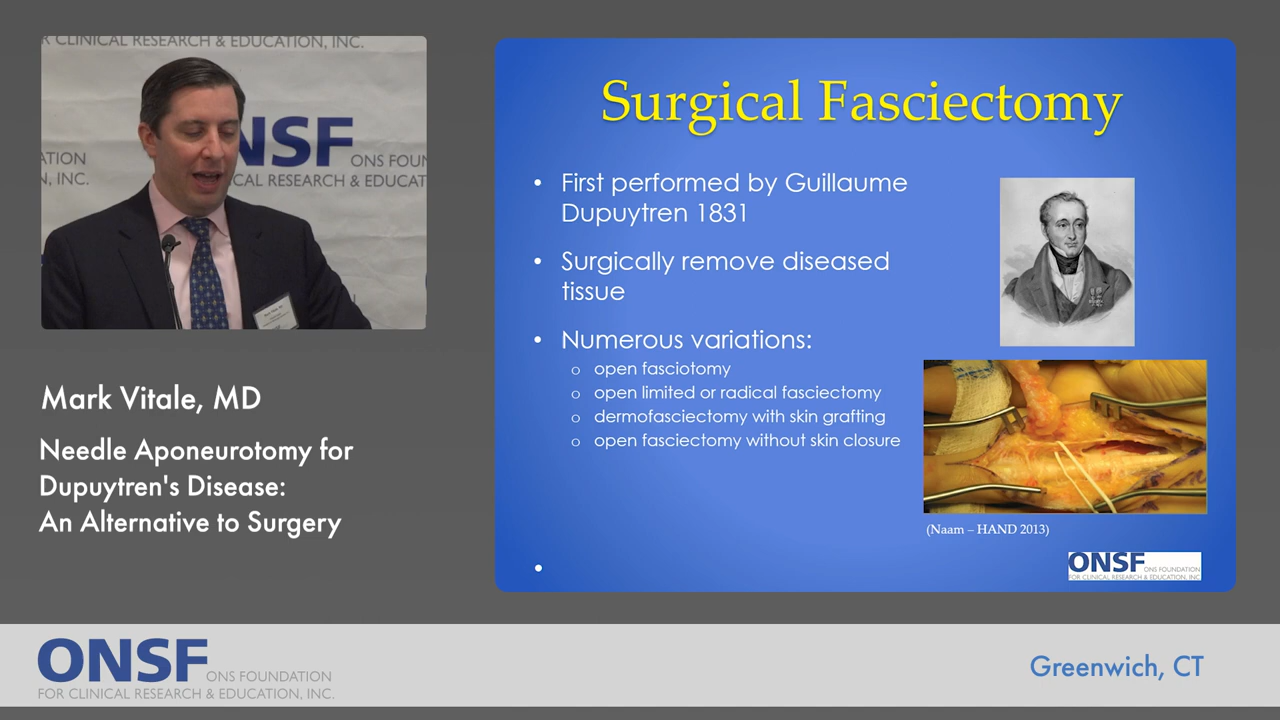 R CLINICAL RESEARCH & EDUCATION, INC.
NSF
ATION
ONS FOUN
N, INC.
CAL RESEARCH & EDUCAT
Mark Vitale, MD
Needle Aponeurotomy for
Dupuytren's Disease:
An Alternative to Surgery
Surgical Fasciectomy
• First performed by Guillaume
Dupuytren 1831
• Surgically remove diseased
tissue
• Numerous variations:
o open fasciotomy
o open limited or radical fasciectomy
o dermofasciectomy with skin grafting
o open fasciectomy without skin closure
(Naam – HAND 2013)
•
ONSF ONS FOUNDATION
FOR CLINICAL RESEARCH & EDUCATION, INC
ONSF ONS FOUNDATION
FOR CLINICAL RESEARCH & EDUCATION, INC.
Greenwich, CT